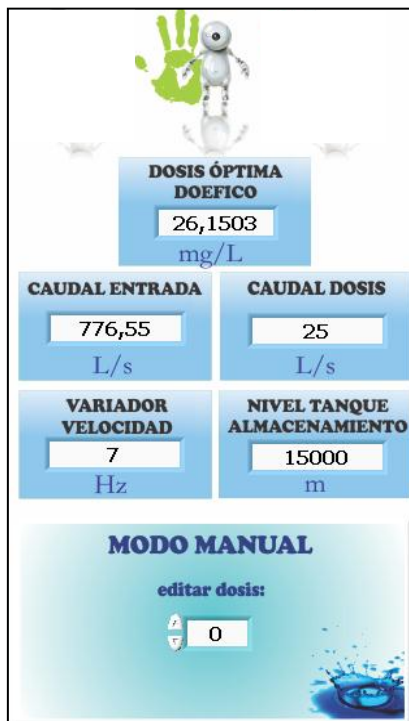 DOSIS ÓPTIMA
DOEFICO
26,1503
mg/L
CAUDAL ENTRADA
776,55
L/s
CAUDAL DOSIS
25
L/s
VARIADOR
VELOCIDAD
7
Hz
NIVEL TANQUE
ALMACENAMIENTO
15000
m
MODO MANUAL
editar dosis:
0